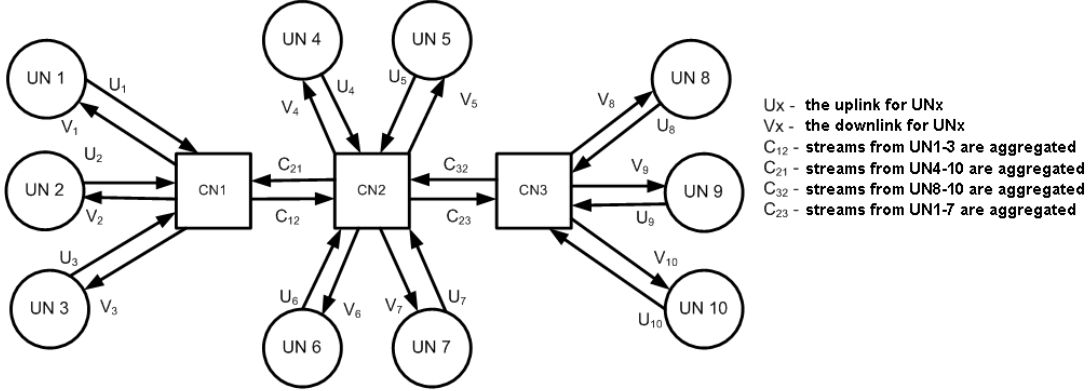 UN 4
UN 5
UN 1
UN 8
U₁
U₄
U₅
V₁
V₄
V₅
V₈
U₈
Ux - the uplink for UNx
Vx - the downlink for UNx
C₁₂ - streams from UN1-3 are aggregated
C₂₁ - streams from UN4-10 are aggregated
C₃₂ - streams from UN8-10 are aggregated
C₂₃ - streams from UN1-7 are aggregated
U₂
C₂₁
C₃₂
V₉
UN 2
CN1
CN2
CN3
UN 9
V₂
C₁₂
C₂₃
U₉
U₃
V₁₀
UN 3
V₃
U₆
V₆
V₇
U₇
U₁₀
UN 10
UN 6
UN 7